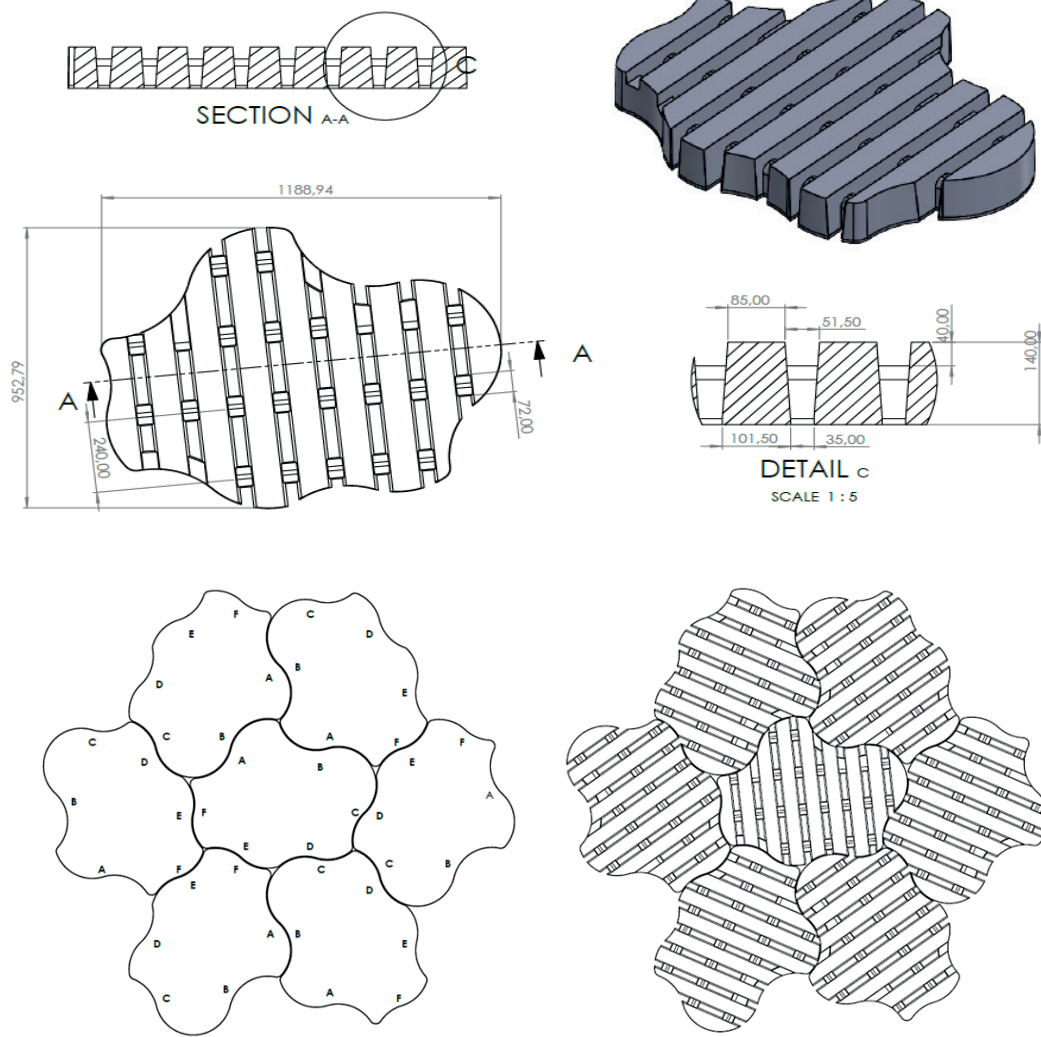 C
SECTION A-A
1188,94
952,79
A
A
240,00
72,00
85,00
51,50
40,00
140,00
101,50
35,00
DETAIL C
SCALE 1 : 5
F
C
E
D
A
B
D
E
C
B
A
F
F
C
D
A
B
E
E
B
F
C
D
A
E
D
F
E
D
A
F
E
F
C
D
C
B
A
B
D
E
C
B
A
F